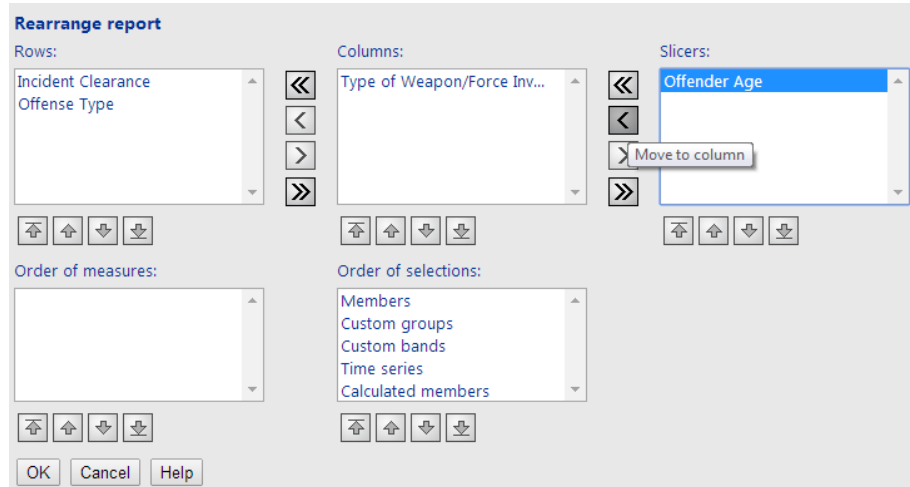 Rearrange report
Rows: Columns: Slicers:
Incident Clearance
Offense Type
Type of Weapon/Force Inv...
Offender Age
Move to column
Order of measures: Order of selections:
Members
Custom groups
Custom bands
Time series
Calculated members
OK Cancel Help